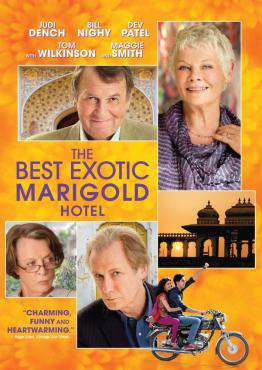 JUDI DENCH
BILL NIGHY
DEV PATEL
TOM WITH WILKINSON
MAGGIE AND SMITH
THE
BEST EXOTIC
MARIGOLD
HOTEL
"CHARMING,
FUNNY AND
HEARTWARMING."